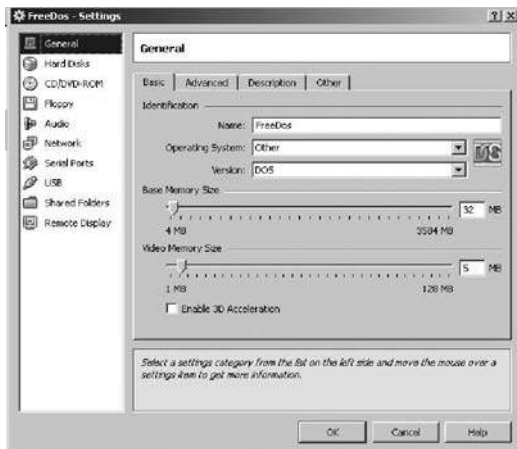 FreeDos - Settings
General
Hard Disks
CD/DVD-ROM
Floppy
Audio
Network
Serial Ports
USB
Shared Folders
Remote Display
General
Basic Advanced Description Other
Identification
Name: FreeDos
Operating System: Other
Version: DOS
Base Memory Size
32 MB
4 MB 3584 MB
Video Memory Size
5 MB
1 MB 128 MB
Enable 3D Acceleration
Select a settings category from the list on the left side and move the mouse over a
settings item to get more information.
OK Cancel Help